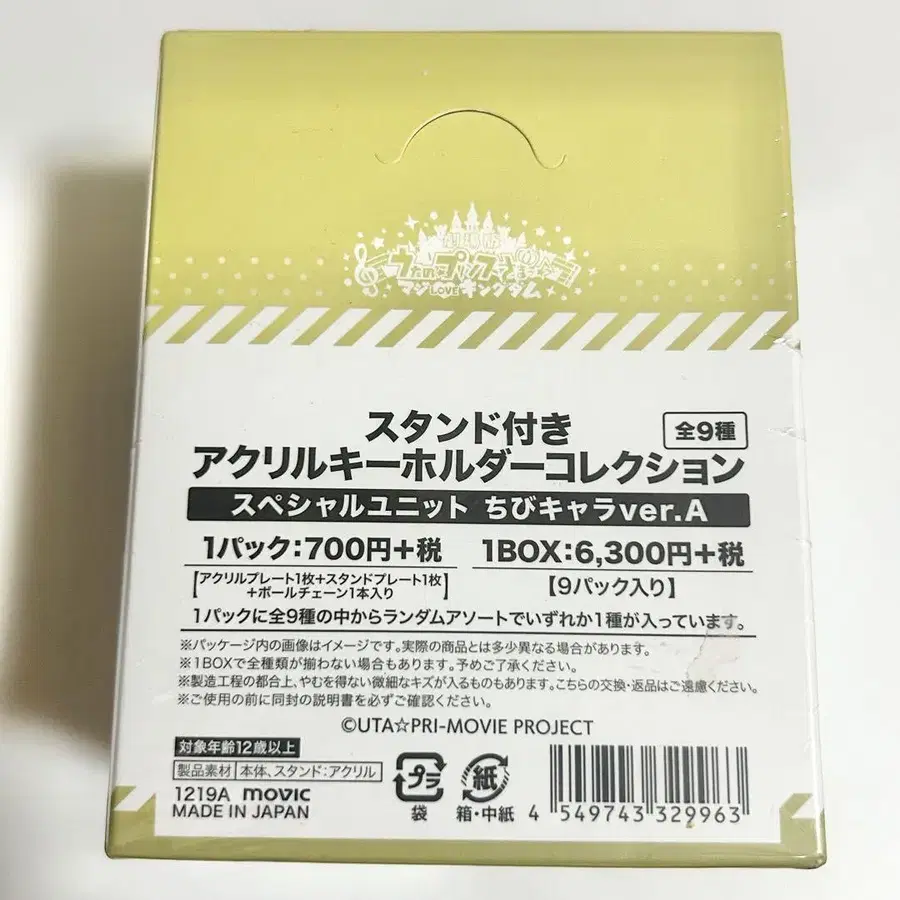 劇場版
うたの☆プリンスさまっ♪
マジLOVEキングダム
スタンド付き
全9種
アクリルキーホルダーコレクション
スペシャルユニット ちびキャラver.A
1パック:700円+税
1BOX:6,300円+税
[アクリルプレート1枚+スタンドプレート1枚
+ボールチェーン1本入り]
【9パック入り】
1パックに全9種の中からランダムアソートでいずれか1種が入っています。
※パッケージ内の画像はイメージです。実際の商品とは多少異なる場合があります。
※1BOXで全種類が揃わない場合もあります。予めご了承ください。
※製造工程の都合上、やむを得ない微細なキズが入るものもあります。こちらの交換・返品はご遠慮ください。
※ご使用の前に同封の説明書を必ずご確認ください。
©UTA☆PRI-MOVIE PROJECT
対象年齢12歳以上
製品素材 本体、スタンド:アクリル
1219A movic
MADE IN JAPAN
プラ
袋
紙
箱・中紙
4 549743 329963